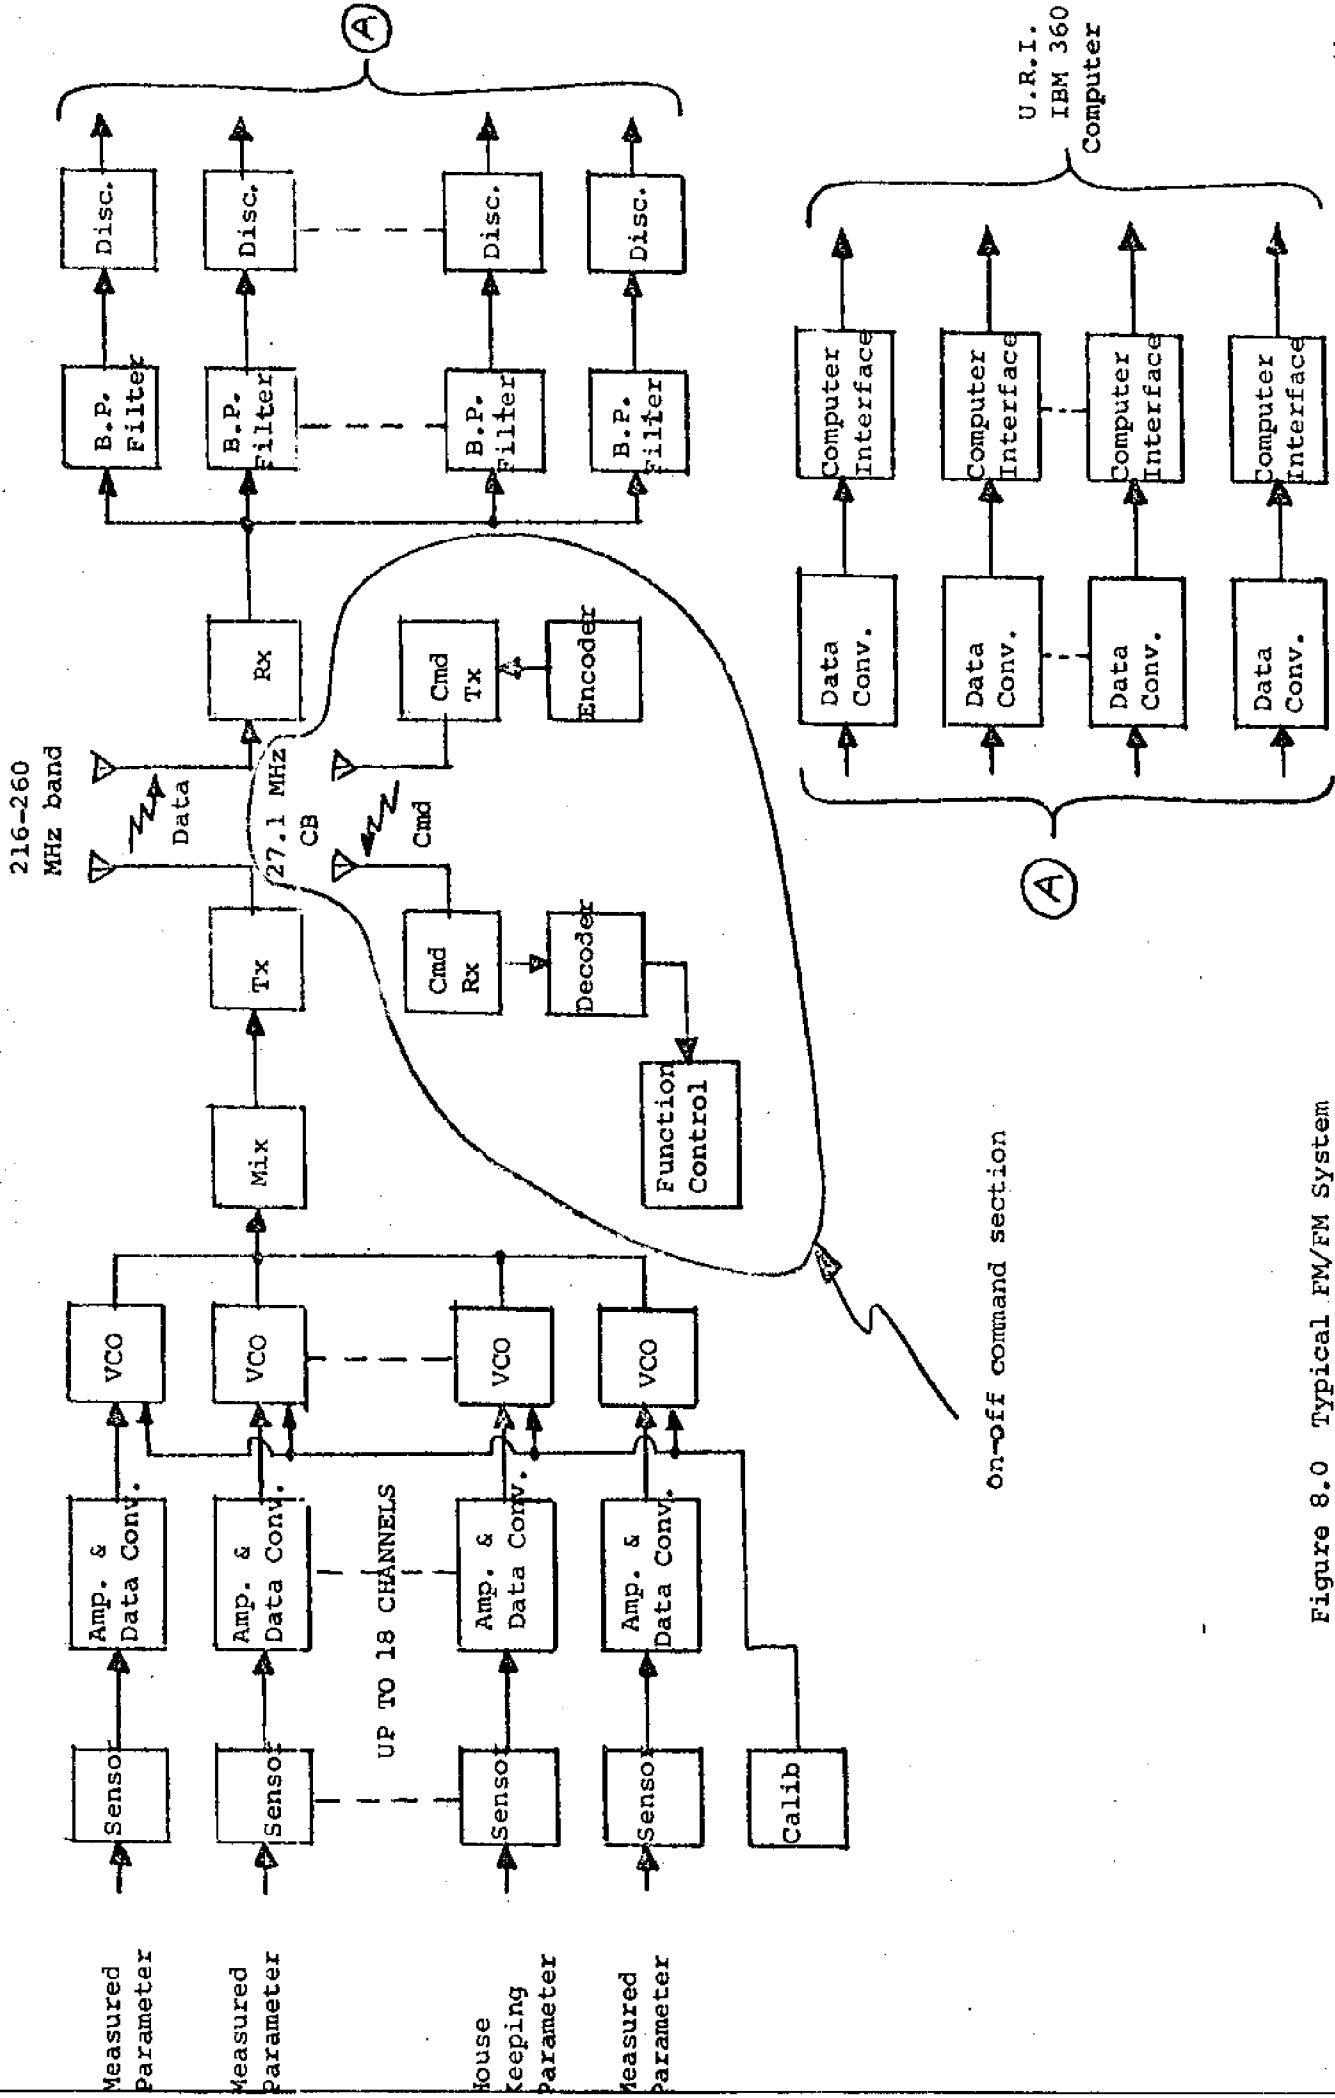 216-260
MHz band
Data
27.1 MHz
CB
Cmd
Measured
Parameter
Sensor
Amp. &
Data Conv.
VCO
Measured
Parameter
Sensor
Amp. &
Data Conv.
VCO
Mix
Tx
Rx
B.P.
Filter
Disc.
B.P.
Filter
Disc.
UP TO 18 CHANNELS
House
keeping
Parameter
Sensor
Amp. &
Data Conv.
VCO
Cmd
Rx
Cmd
Tx
B.P.
Filter
Disc.
Measured
Parameter
Sensor
Amp. &
Data Conv.
VCO
Decoder
Encoder
B.P.
Filter
Disc.
A
Calib
Function
Control
On-off command section
A
Data
Conv.
Computer
Interface
Data
Conv.
Computer
Interface
Data
Conv.
Computer
Interface
Data
Conv.
Computer
Interface
U.R.I.
IBM 360
Computer
Figure 8.0 Typical FM/FM System